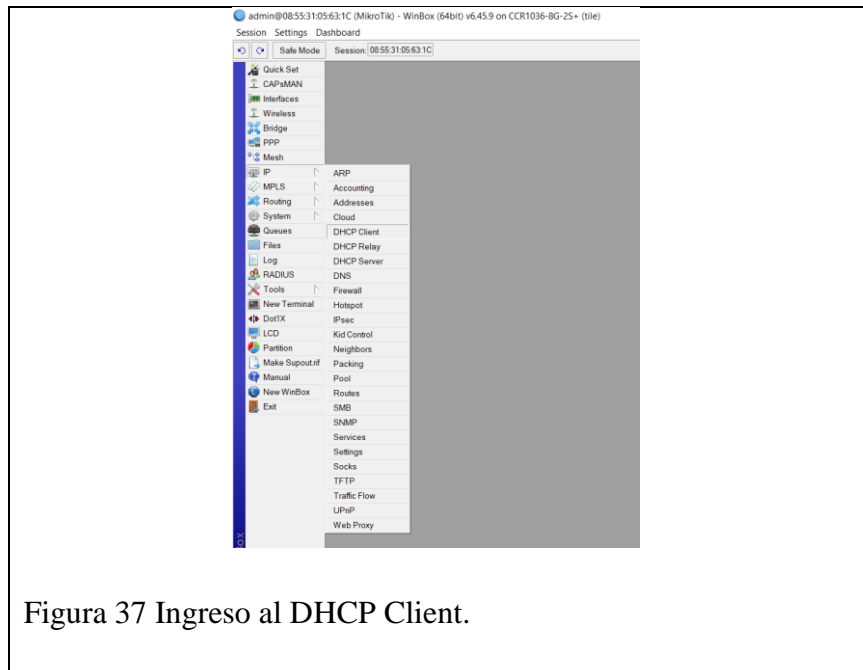 admin@08:55:31:05:63:1C (MikroTik) - WinBox (64bit) v6.45.9 on CCR1036-8G-2S+ (tile)
Session Settings Dashboard
Safe Mode Session: 08:55:31:05:63:1C
Quick Set
CAPsMAN
Interfaces
Wireless
Bridge
PPP
Mesh
IP
MPLS
Routing
System
Queues
Files
Log
RADIUS
Tools
New Terminal
Dot1X
LCD
Partition
Make Supout.rif
Manual
New WinBox
Exit
ARP
Accounting
Addresses
Cloud
DHCP Client
DHCP Relay
DHCP Server
DNS
Firewall
Hotspot
IPsec
Kid Control
Neighbors
Packing
Pool
Routes
SMB
SNMP
Services
Settings
Socks
TFTP
Traffic Flow
UPnP
Web Proxy
Figura 37 Ingreso al DHCP Client.